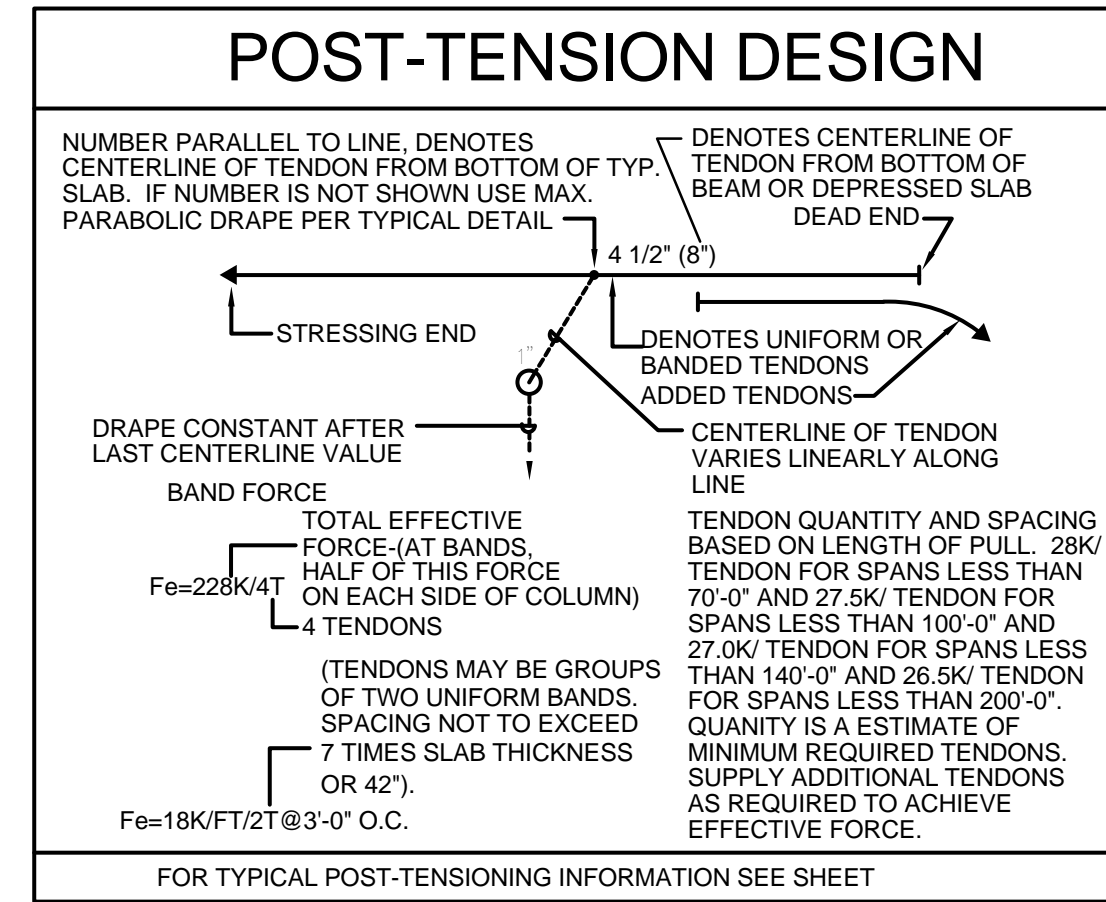 POST-TENSION DESIGN
NUMBER PARALLEL TO LINE, DENOTES
CENTERLINE OF TENDON FROM BOTTOM OF TYP.
SLAB. IF NUMBER IS NOT SHOWN USE MAX.
PARABOLIC DRAPE PER TYPICAL DETAIL
DENOTES CENTERLINE OF
TENDON FROM BOTTOM OF
BEAM OR DEPRESSED SLAB
DEAD END
4 1/2" (8")
STRESSING END
1"
DENOTES UNIFORM OR
BANDED TENDONS
ADDED TENDONS
DRAPE CONSTANT AFTER
LAST CENTERLINE VALUE
CENTERLINE OF TENDON
VARIES LINEARLY ALONG
LINE
BAND FORCE
TOTAL EFFECTIVE
FORCE-(AT BANDS,
HALF OF THIS FORCE
ON EACH SIDE OF COLUMN)
Fe=228K/4T
4 TENDONS
(TENDONS MAY BE GROUPS
OF TWO UNIFORM BANDS.
SPACING NOT TO EXCEED
7 TIMES SLAB THICKNESS
OR 42").
Fe=18K/FT/2T@3'-0" O.C.
TENDON QUANTITY AND SPACING
BASED ON LENGTH OF PULL. 28K/
TENDON FOR SPANS LESS THAN
70'-0" AND 27.5K/ TENDON FOR
SPANS LESS THAN 100'-0" AND
27.0K/ TENDON FOR SPANS LESS
THAN 140'-0" AND 26.5K/ TENDON
FOR SPANS LESS THAN 200'-0".
QUANITY IS A ESTIMATE OF
MINIMUM REQUIRED TENDONS.
SUPPLY ADDITIONAL TENDONS
AS REQUIRED TO ACHIEVE
EFFECTIVE FORCE.
FOR TYPICAL POST-TENSIONING INFORMATION SEE SHEET